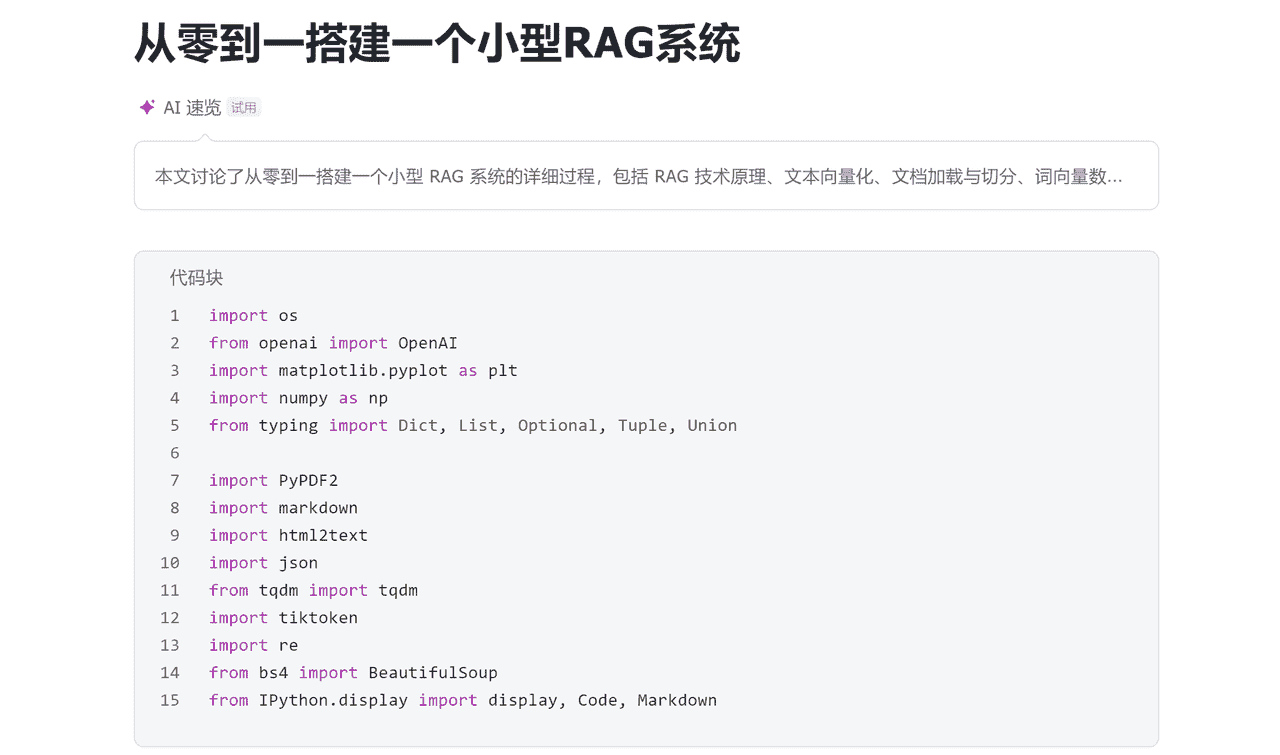 从零到一搭建一个小型RAG系统
AI 速览 试用
本文讨论了从零到一搭建一个小型 RAG 系统的详细过程，包括 RAG 技术原理、文本向量化、文档加载与切分、词向量数...
代码块
1 import os
2 from openai import OpenAI
3 import matplotlib.pyplot as plt
4 import numpy as np
5 from typing import Dict, List, Optional, Tuple, Union
6
7 import PyPDF2
8 import markdown
9 import html2text
10 import json
11 from tqdm import tqdm
12 import tiktoken
13 import re
14 from bs4 import BeautifulSoup
15 from IPython.display import display, Code, Markdown